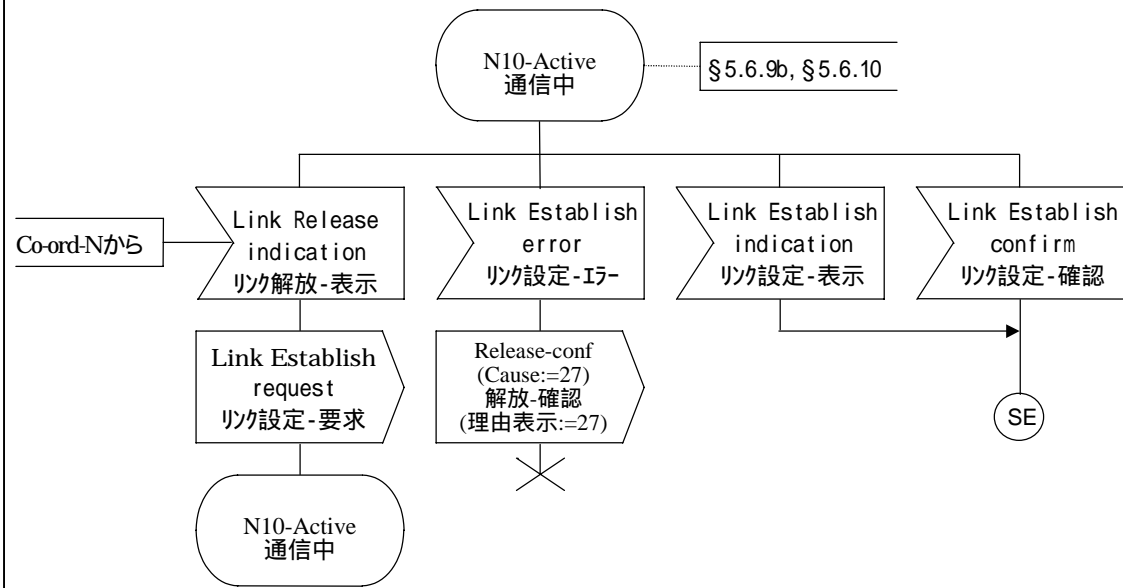 N10-Active
通信中
§5.6.9b, §5.6.10
Co-ord-Nから
Link Release
indication
リンク解放-表示
Link Establish
error
リンク設定-エラー
Link Establish
indication
リンク設定-表示
Link Establish
confirm
リンク設定-確認
Link Establish
request
リンク設定-要求
Release-conf
(Cause:=27)
解放-確認
(理由表示:=27)
SE
N10-Active
通信中